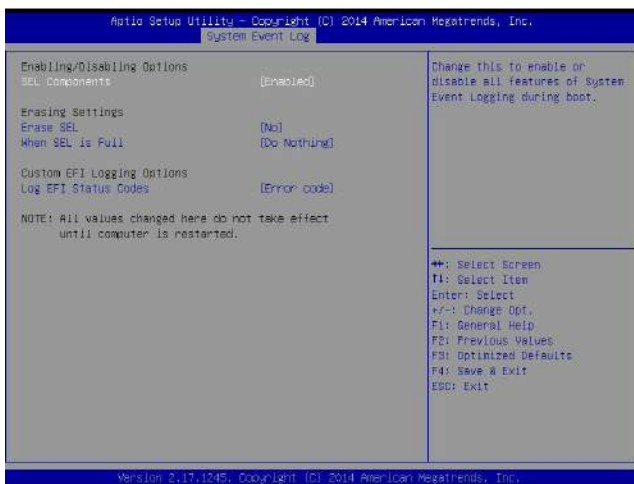 Aptio Setup Utility - Copyright (C) 2014 American Megatrends, Inc.
System Event Log
Enabling/Disabling Options
SEL Components [Enabled]
Erasing Settings
Erase SEL [No]
When SEL is Full [Do Nothing]
Custom EFI Logging Options
Log EFI Status Codes [Error code]
NOTE: All values changed here do not take effect
until computer is restarted.
Change this to enable or
disable all features of System
Event Logging during boot.
→←: Select Screen
↑↓: Select Item
Enter: Select
+/-: Change Opt.
F1: General Help
F2: Previous Values
F3: Optimized Defaults
F4: Save & Exit
ESC: Exit
Version 2.17.1245. Copyright (C) 2014 American Megatrends, Inc.